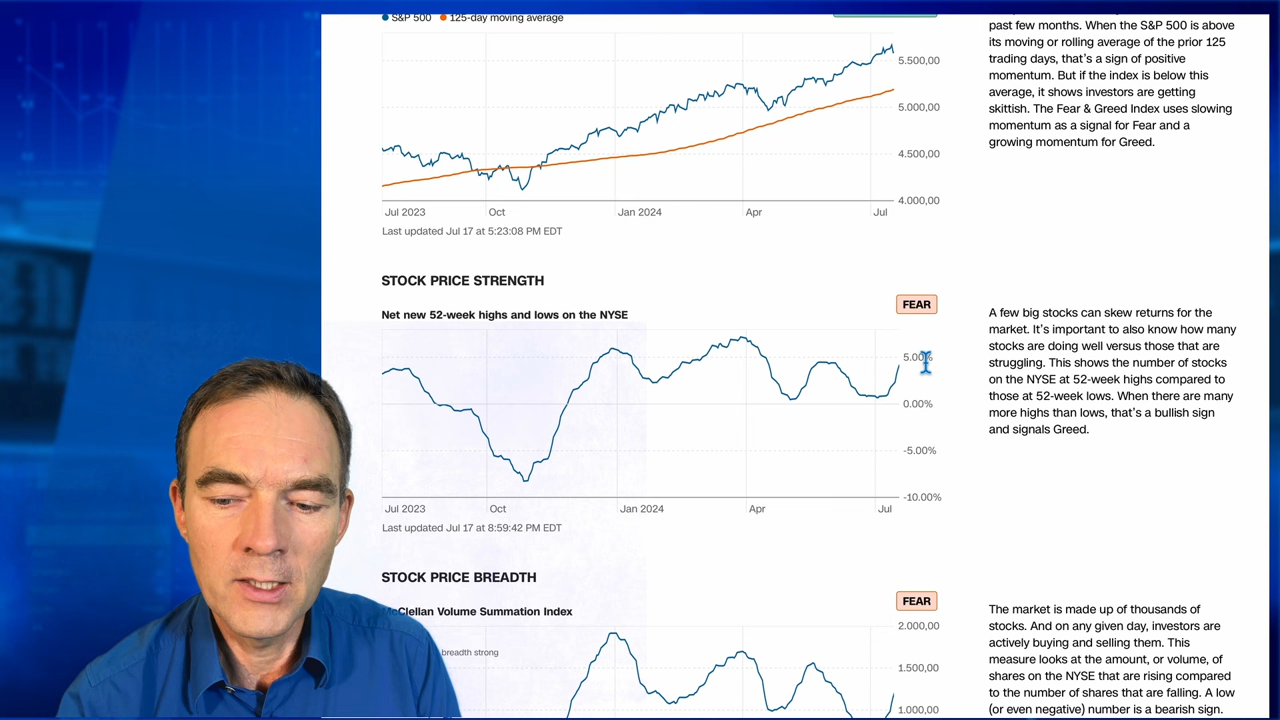 S&P 500 125-day moving average
5.500,00
5.000,00
4.500,00
4.000,00
Jul 2023 Oct Jan 2024 Apr Jul
Last updated Jul 17 at 5:23:08 PM EDT
past few months. When the S&P 500 is above
its moving or rolling average of the prior 125
trading days, that's a sign of positive
momentum. But if the index is below this
average, it shows investors are getting
skittish. The Fear & Greed Index uses slowing
momentum as a signal for Fear and a
growing momentum for Greed.
STOCK PRICE STRENGTH
FEAR
Net new 52-week highs and lows on the NYSE
5.00%
0.00%
-5.00%
-10.00%
Jul 2023 Oct Jan 2024 Apr Jul
Last updated Jul 17 at 8:59:42 PM EDT
A few big stocks can skew returns for the
market. It's important to also know how many
stocks are doing well versus those that are
struggling. This shows the number of stocks
on the NYSE at 52-week highs compared to
those at 52-week lows. When there are many
more highs than lows, that's a bullish sign
and signals Greed.
STOCK PRICE BREADTH
FEAR
McClellan Volume Summation Index
2.000,00
breadth strong
1.500,00
1.000,00
The market is made up of thousands of
stocks. And on any given day, investors are
actively buying and selling them. This
measure looks at the amount, or volume, of
shares on the NYSE that are rising compared
to the number of shares that are falling. A low
(or even negative) number is a bearish sign.